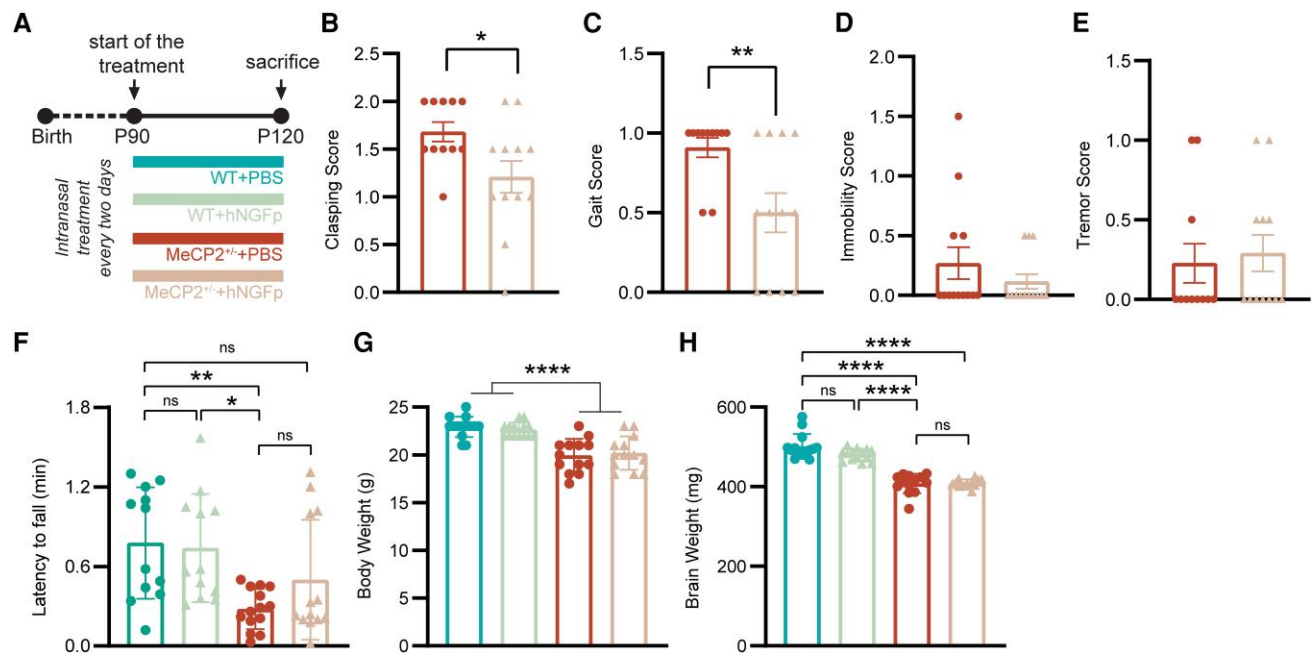 A
start of the
treatment
sacrifice
Birth
P90
P120
Intranasal
treatment
every two days
WT+PBS
WT+hNGFp
MeCP2+/-+PBS
MeCP2+/-+hNGFp
B
Clasping Score
2.5
2.0
1.5
1.0
0.5
0.0
*
C
Gait Score
1.5
1.0
0.5
0.0
**
D
Immobility Score
2.0
1.5
1.0
0.5
0.0
E
Tremor Score
1.5
1.0
0.5
0.0
F
Latency to fall (min)
1.8
1.2
0.6
0.0
ns
**
ns
*
ns
G
Body Weight (g)
25
20
15
10
5
0
****
H
Brain Weight (mg)
600
400
200
0
****
****
ns
****
ns